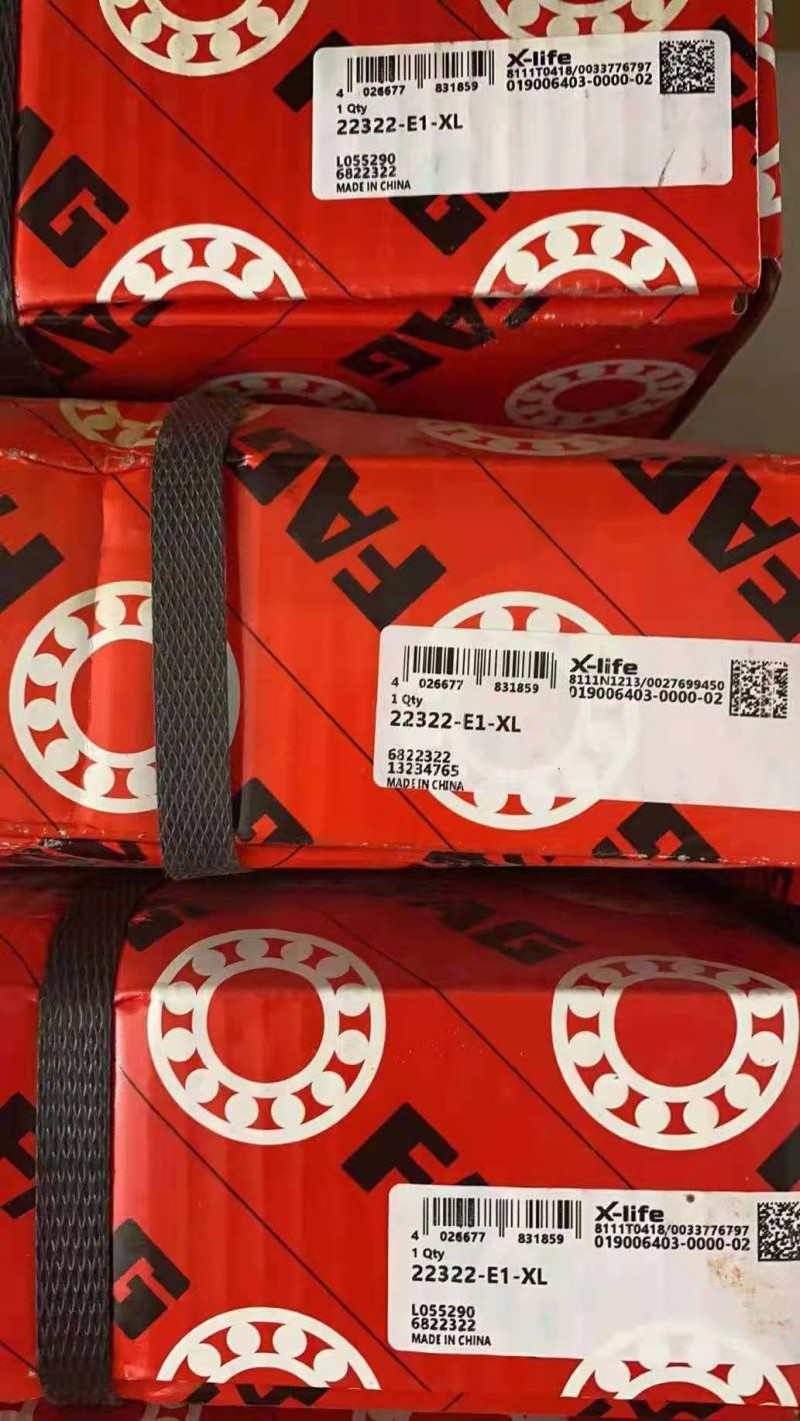 X-life
8111T0418/0033776797
019006403-0000-02
4 026677 831859
1 Qty
22322-E1-XL
L055290
6822322
MADE IN CHINA
FAG
FAG
FAG
FAG
X-life
8111N1213/0027699450
019006403-0000-02
4 026677 831859
1 Qty
22322-E1-XL
6822322
13234765
MADE IN CHINA
X-life
8111T0418/0033776797
019006403-0000-02
4 026677 831859
1 Qty
22322-E1-XL
L055290
6822322
MADE IN CHINA